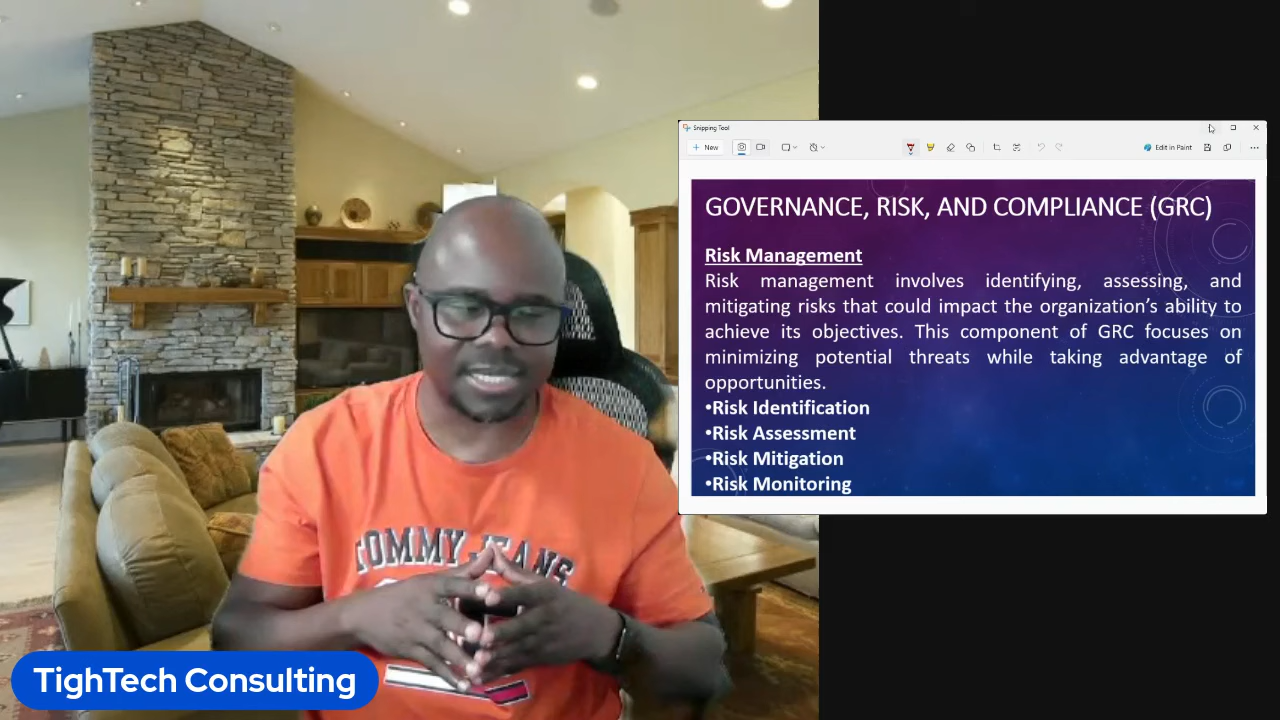 Snipping Tool
New
Edit in Paint
GOVERNANCE, RISK, AND COMPLIANCE (GRC)
Risk Management
Risk management involves identifying, assessing, and
mitigating risks that could impact the organization’s ability to
achieve its objectives. This component of GRC focuses on
minimizing potential threats while taking advantage of
opportunities.
•Risk Identification
•Risk Assessment
•Risk Mitigation
•Risk Monitoring
TOMMY JEANS
TighTech Consulting